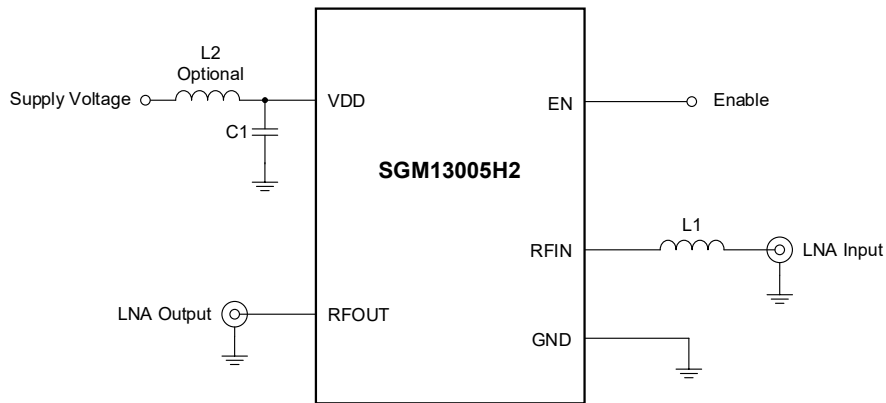 L2
Optional
Supply Voltage
VDD
EN
Enable
C1
SGM13005H2
L1
RFIN
LNA Input
LNA Output
RFOUT
GND